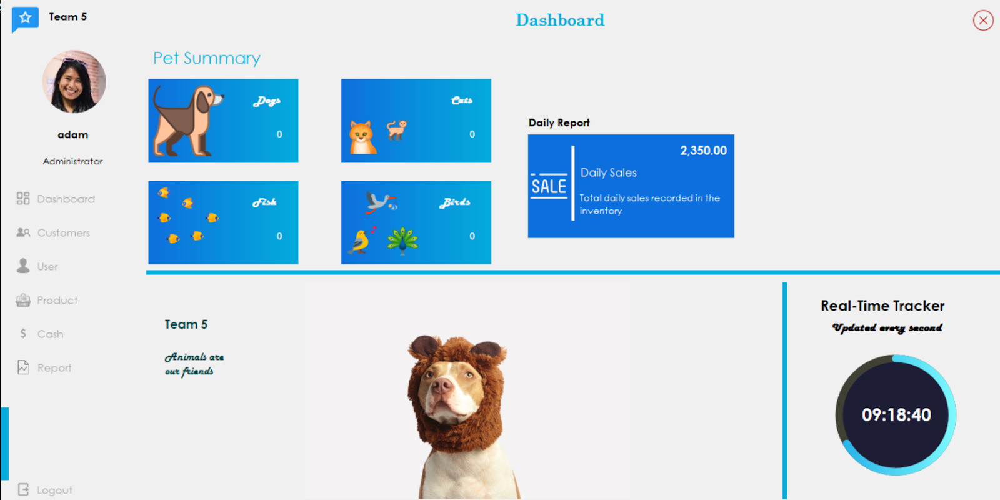 Team 5
Dashboard
adam
Administrator
Dashboard
Customers
User
Product
Cash
Report
Logout
Pet Summary
Dogs
0
Cats
0
Fish
0
Birds
0
Daily Report
SALE
2,350.00
Daily Sales
Total daily sales recorded in the
inventory
Team 5
Animals are
our friends
Real-Time Tracker
Updated every second
09:18:40